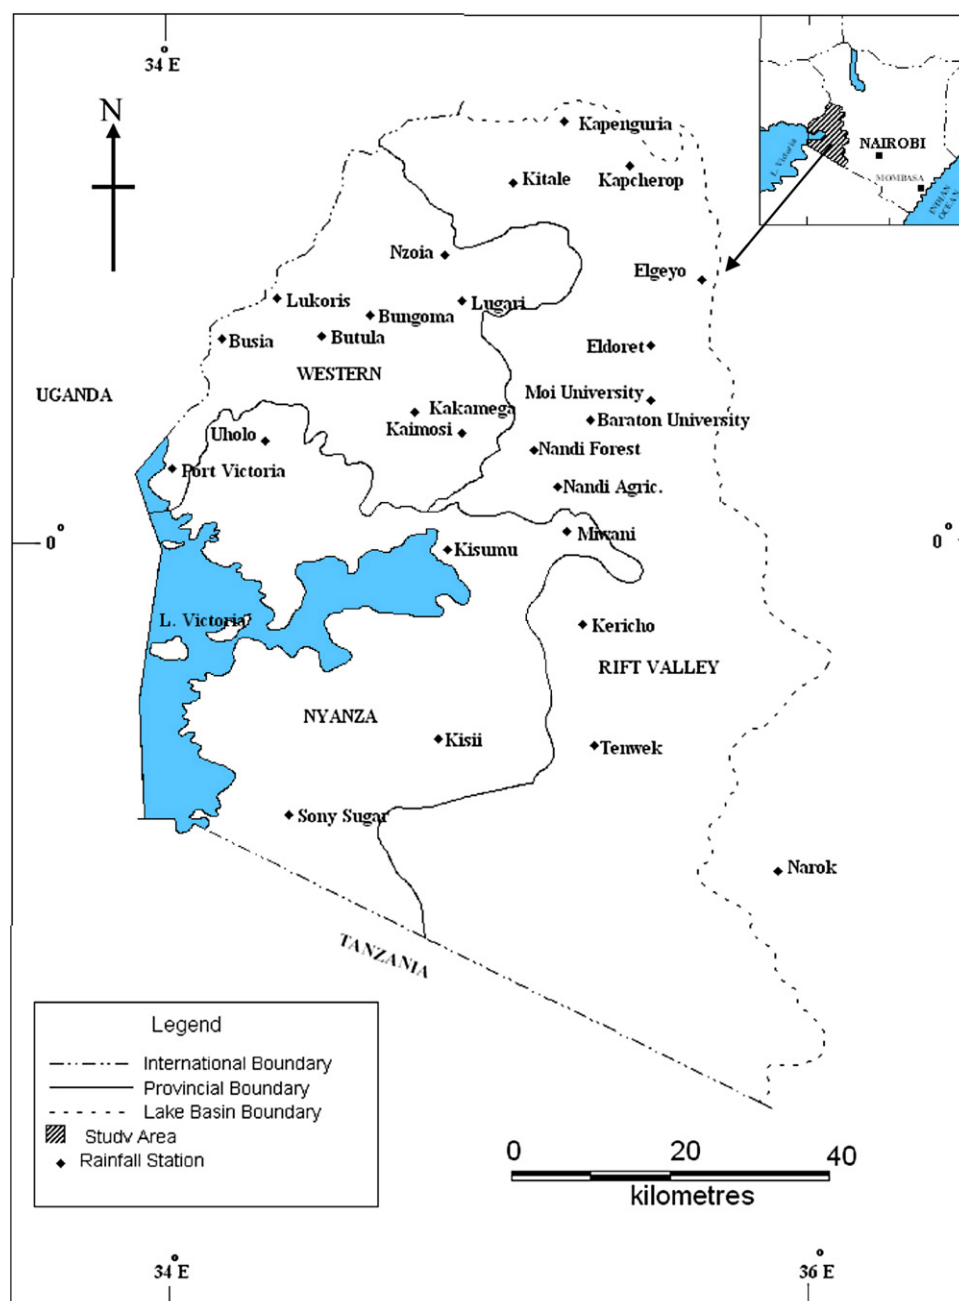 34 E
N
Kapenguria
Kitale
Kapcherop
NAIROBI
MOMBASA
L. Victoria
INDIAN
OCEAN
Nzoia
Elgeyo
Lukoris
Lugari
Bungoma
Busia
Butula
Eldoret
WESTERN
UGANDA
Moi University
Kakamega
Baraton University
Uholo
Kaimosi
Nandi Forest
Port Victoria
Nandi Agric.
0
Miwani
0
Kisumu
L. Victoria
Kericho
RIFT VALLEY
NYANZA
Kisii
Tenwek
Sony Sugar
Narok
TANZANIA
Legend
International Boundary
Provincial Boundary
Lake Basin Boundary
Study Area
Rainfall Station
0 20 40
kilometres
34 E
36 E